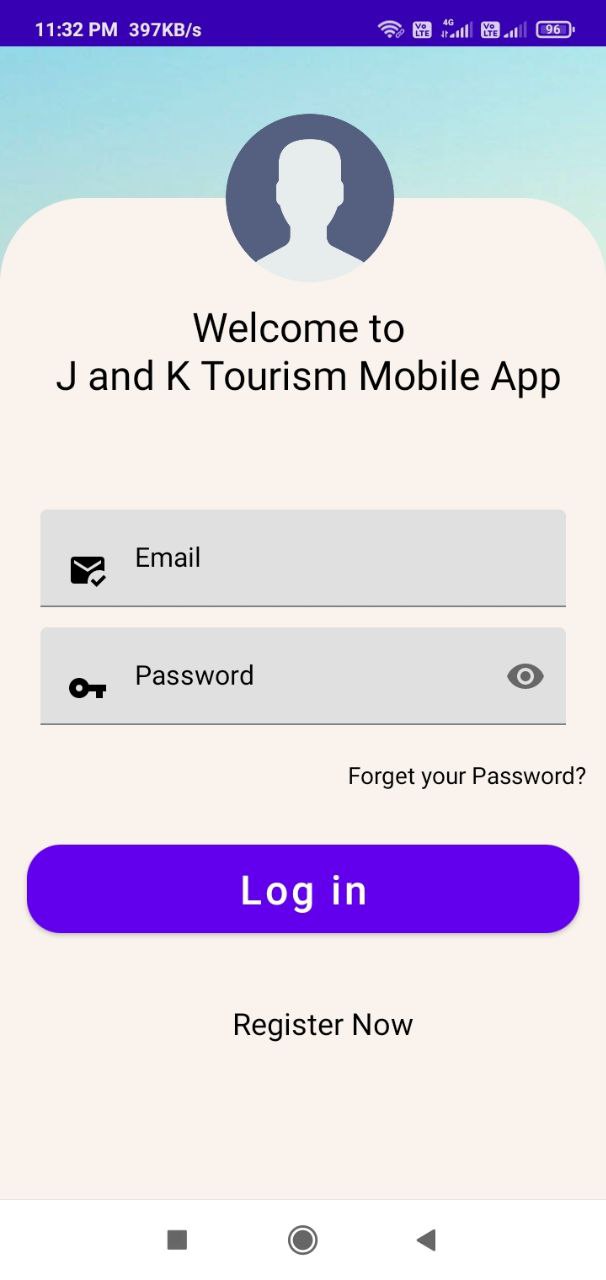 11:32 PM 397KB/s Vo LTE 4G Vo LTE 96
Welcome to
J and K Tourism Mobile App
Email
Password
Forget your Password?
Log in
Register Now